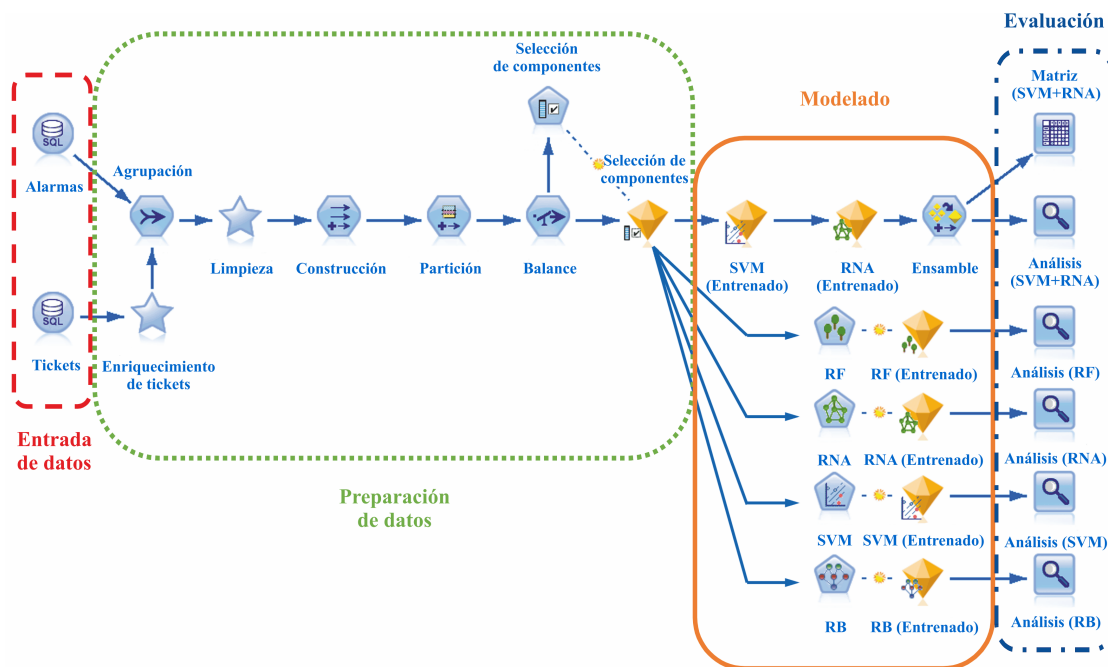 Evaluación
Selección
de componentes
Matriz
(SVM+RNA)
Modelado
SQL
Alarmas
Agrupación
Selección de
componentes
Limpieza
Construcción
Partición
Balance
SVM
(Entrenado)
RNA
(Entrenado)
Ensamble
Análisis
(SVM+RNA)
SQL
Tickets
Enriquecimiento
de tickets
RF
RF (Entrenado)
Análisis (RF)
Entrada
de datos
RNA
RNA (Entrenado)
Análisis (RNA)
Preparación
de datos
SVM
SVM (Entrenado)
Análisis (SVM)
RB
RB (Entrenado)
Análisis (RB)